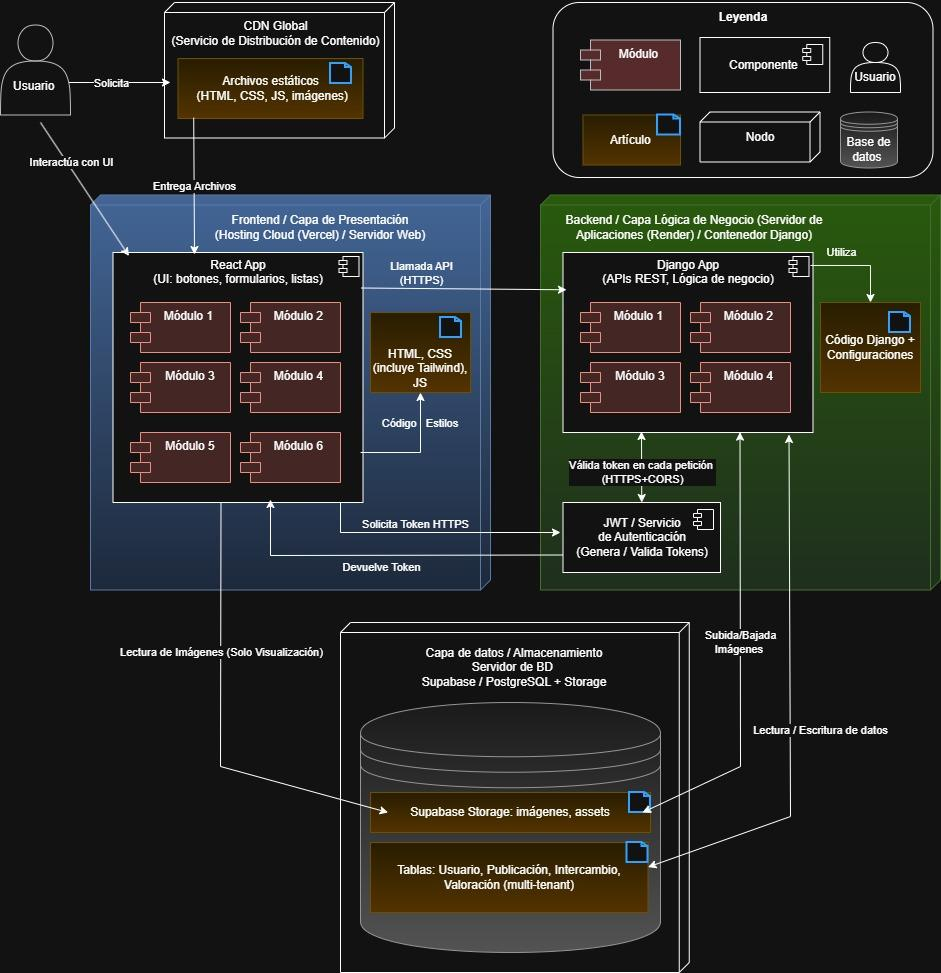 Usuario
Solicita
CDN Global
(Servicio de Distribución de Contenido)
Archivos estáticos
(HTML, CSS, JS, imágenes)
Leyenda
Módulo
Componente
Usuario
Artículo
Nodo
Base de
datos
Interactúa con UI
Entrega Archivos
Frontend / Capa de Presentación
(Hosting Cloud (Vercel) / Servidor Web)
React App
(UI: botones, formularios, listas)
Módulo 1
Módulo 2
Módulo 3
Módulo 4
Módulo 5
Módulo 6
Llamada API
(HTTPS)
HTML, CSS
(incluye Tailwind),
JS
Código
Estilos
Backend / Capa Lógica de Negocio (Servidor de
Aplicaciones (Render) / Contenedor Django)
Django App
(APIs REST, Lógica de negocio)
Módulo 1
Módulo 2
Módulo 3
Módulo 4
Utiliza
Código Django +
Configuraciones
Válida token en cada petición
(HTTPS+CORS)
Solicita Token HTTPS
Devuelve Token
JWT / Servicio
de Autenticación
(Genera / Valida Tokens)
Lectura de Imágenes (Solo Visualización)
Subida/Bajada
Imágenes
Lectura / Escritura de datos
Capa de datos / Almacenamiento
Servidor de BD
Supabase / PostgreSQL + Storage
Supabase Storage: imágenes, assets
Tablas: Usuario, Publicación, Intercambio,
Valoración (multi-tenant)